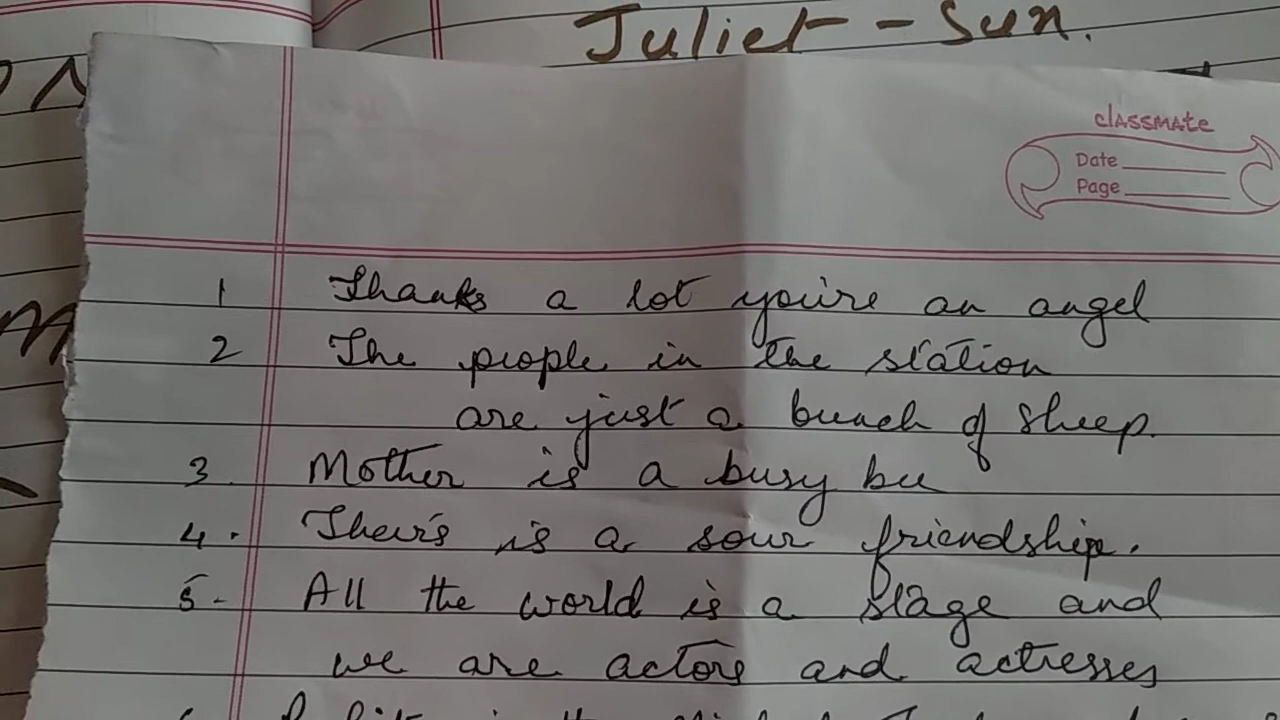 Juliet - Sun.
classmate
Date
Page
1 Thanks a lot you're an angel
2 The people in the station
are just a bunch of sheep.
3. Mother is a busy bee
4. Their's is a sour friendship.
5- All the world is a stage and
we are actors and actresses